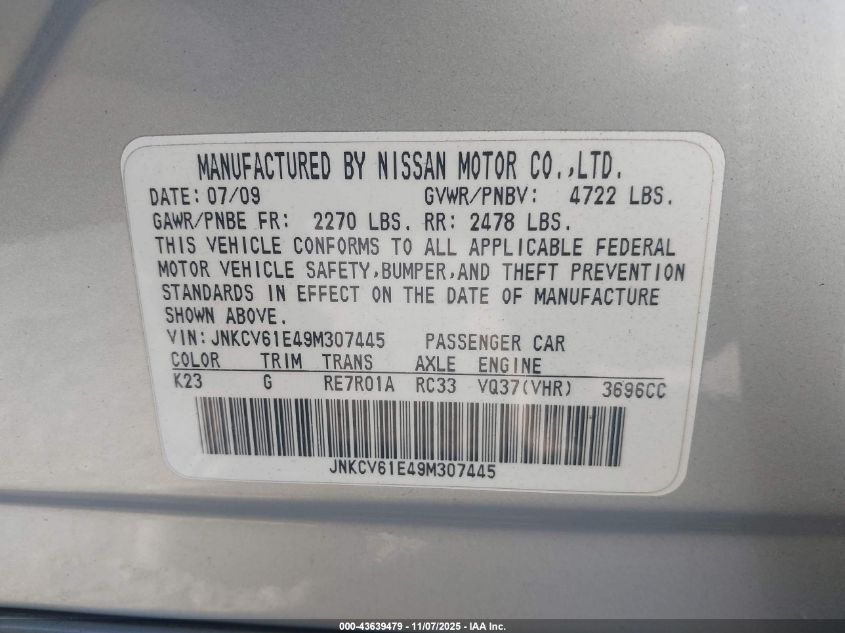 MANUFACTURED BY NISSAN MOTOR CO.,LTD.
DATE: 07/09 GVWR/PNBV: 4722 LBS.
GAWR/PNBE FR: 2270 LBS. RR: 2478 LBS.
THIS VEHICLE CONFORMS TO ALL APPLICABLE FEDERAL
MOTOR VEHICLE SAFETY,BUMPER,AND THEFT PREVENTION
STANDARDS IN EFFECT ON THE DATE OF MANUFACTURE
SHOWN ABOVE.
VIN:JNKCV61E49M307445 PASSENGER CAR
COLOR TRIM TRANS AXLE ENGINE
K23 G RE7R01A RC33 VQ37(VHR) 3696CC
JNKCV61E49M307445
000-43639479 - 11/07/2025 - IAA Inc.